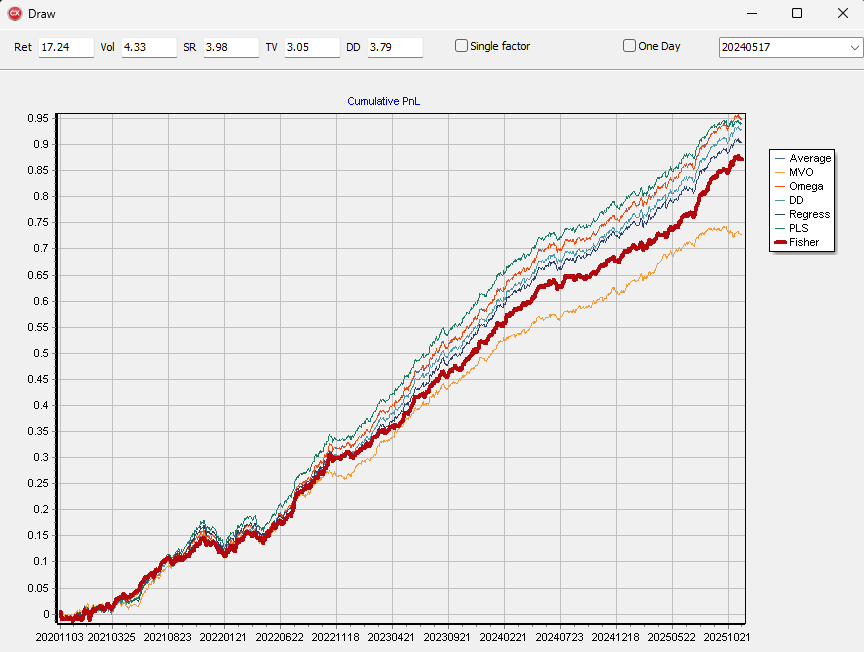 CX Draw
Ret 17.24 Vol 4.33 SR 3.98 TV 3.05 DD 3.79 Single factor One Day 20240517
Cumulative PnL
0.95
0.9
0.85
0.8
0.75
0.7
0.65
0.6
0.55
0.5
0.45
0.4
0.35
0.3
0.25
0.2
0.15
0.1
0.05
0
20201103 20210325 20210823 20220121 20220622 20221118 20230421 20230921 20240221 20240723 20241218 20250522 20251021
Average
MVO
Omega
DD
Regress
PLS
Fisher